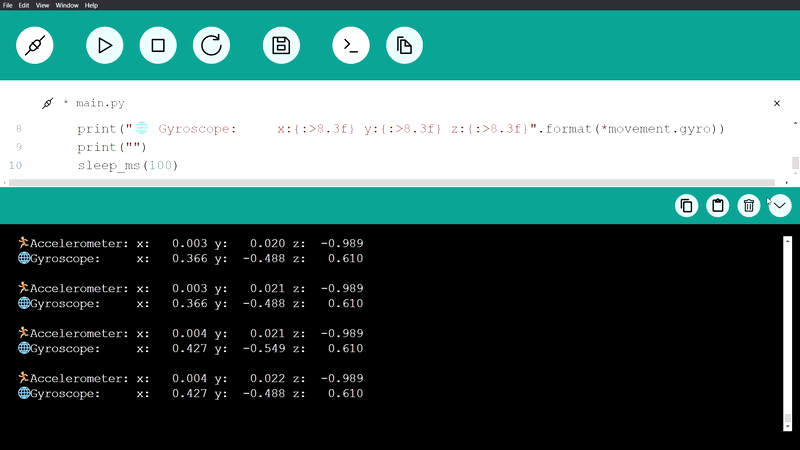 File Edit View Window Help
* main.py
8 print("🌐 Gyroscope:     x:{:>8.3f} y:{:>8.3f} z:{:>8.3f}".format(*movement.gyro))
9 print("")
10 sleep_ms(100)
🏃Accelerometer: x:   0.003 y:   0.020 z:  -0.989
🌐Gyroscope:     x:   0.366 y:  -0.488 z:   0.610
🏃Accelerometer: x:   0.003 y:   0.021 z:  -0.989
🌐Gyroscope:     x:   0.366 y:  -0.488 z:   0.610
🏃Accelerometer: x:   0.004 y:   0.021 z:  -0.989
🌐Gyroscope:     x:   0.427 y:  -0.549 z:   0.610
🏃Accelerometer: x:   0.004 y:   0.022 z:  -0.989
🌐Gyroscope:     x:   0.427 y:  -0.488 z:   0.610